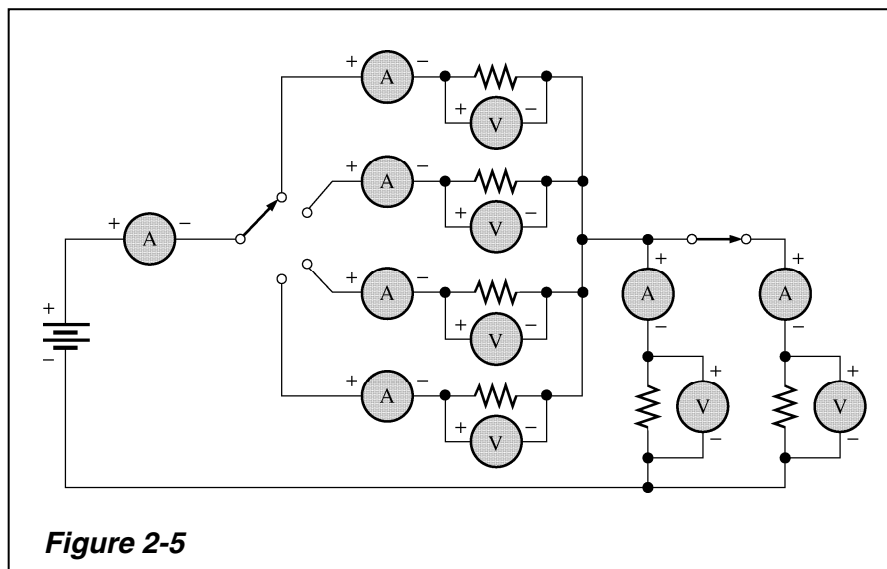 + A − + V −
+ A − + V −
+ A −
+ A − + V −
+ A − + V −
+ −
+ A − + V −
+ A − + V −
Figure 2-5